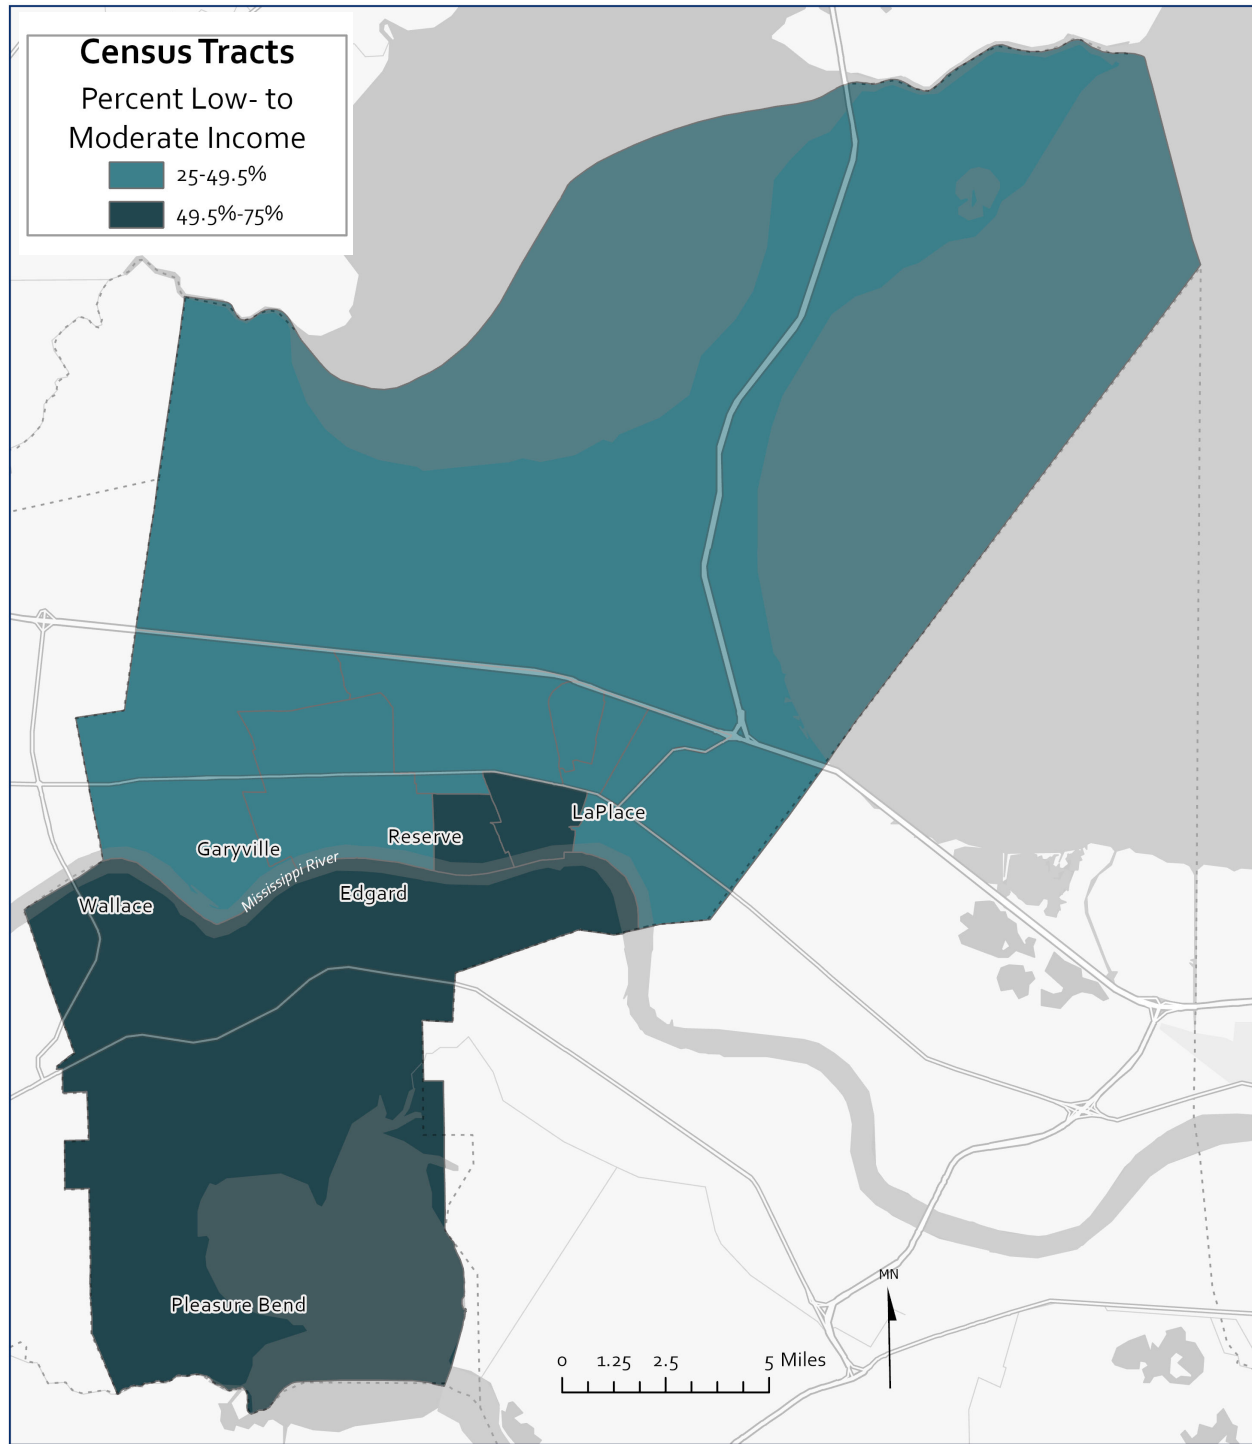 Census Tracts
Percent Low- to
Moderate Income
25-49.5%
49.5%-75%
LaPlace
Reserve
Garyville
Mississippi River
Edgard
Wallace
MN
Pleasure Bend
0 1.25 2.5 5 Miles